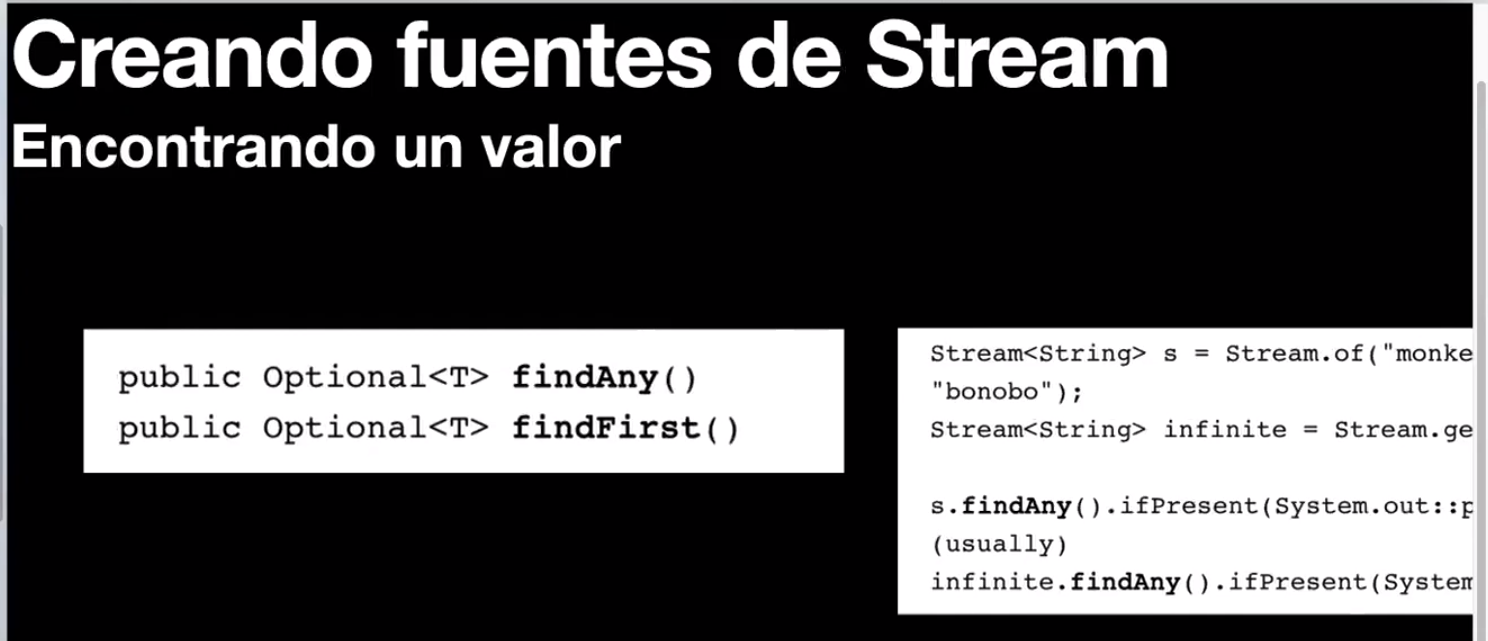 Creando fuentes de Stream
Encontrando un valor
public Optional<T> findAny()
public Optional<T> findFirst()
Stream<String> s = Stream.of("monke
"bonobo");
Stream<String> infinite = Stream.ge
s.findAny().ifPresent(System.out::p
(usually)
infinite.findAny().ifPresent(System